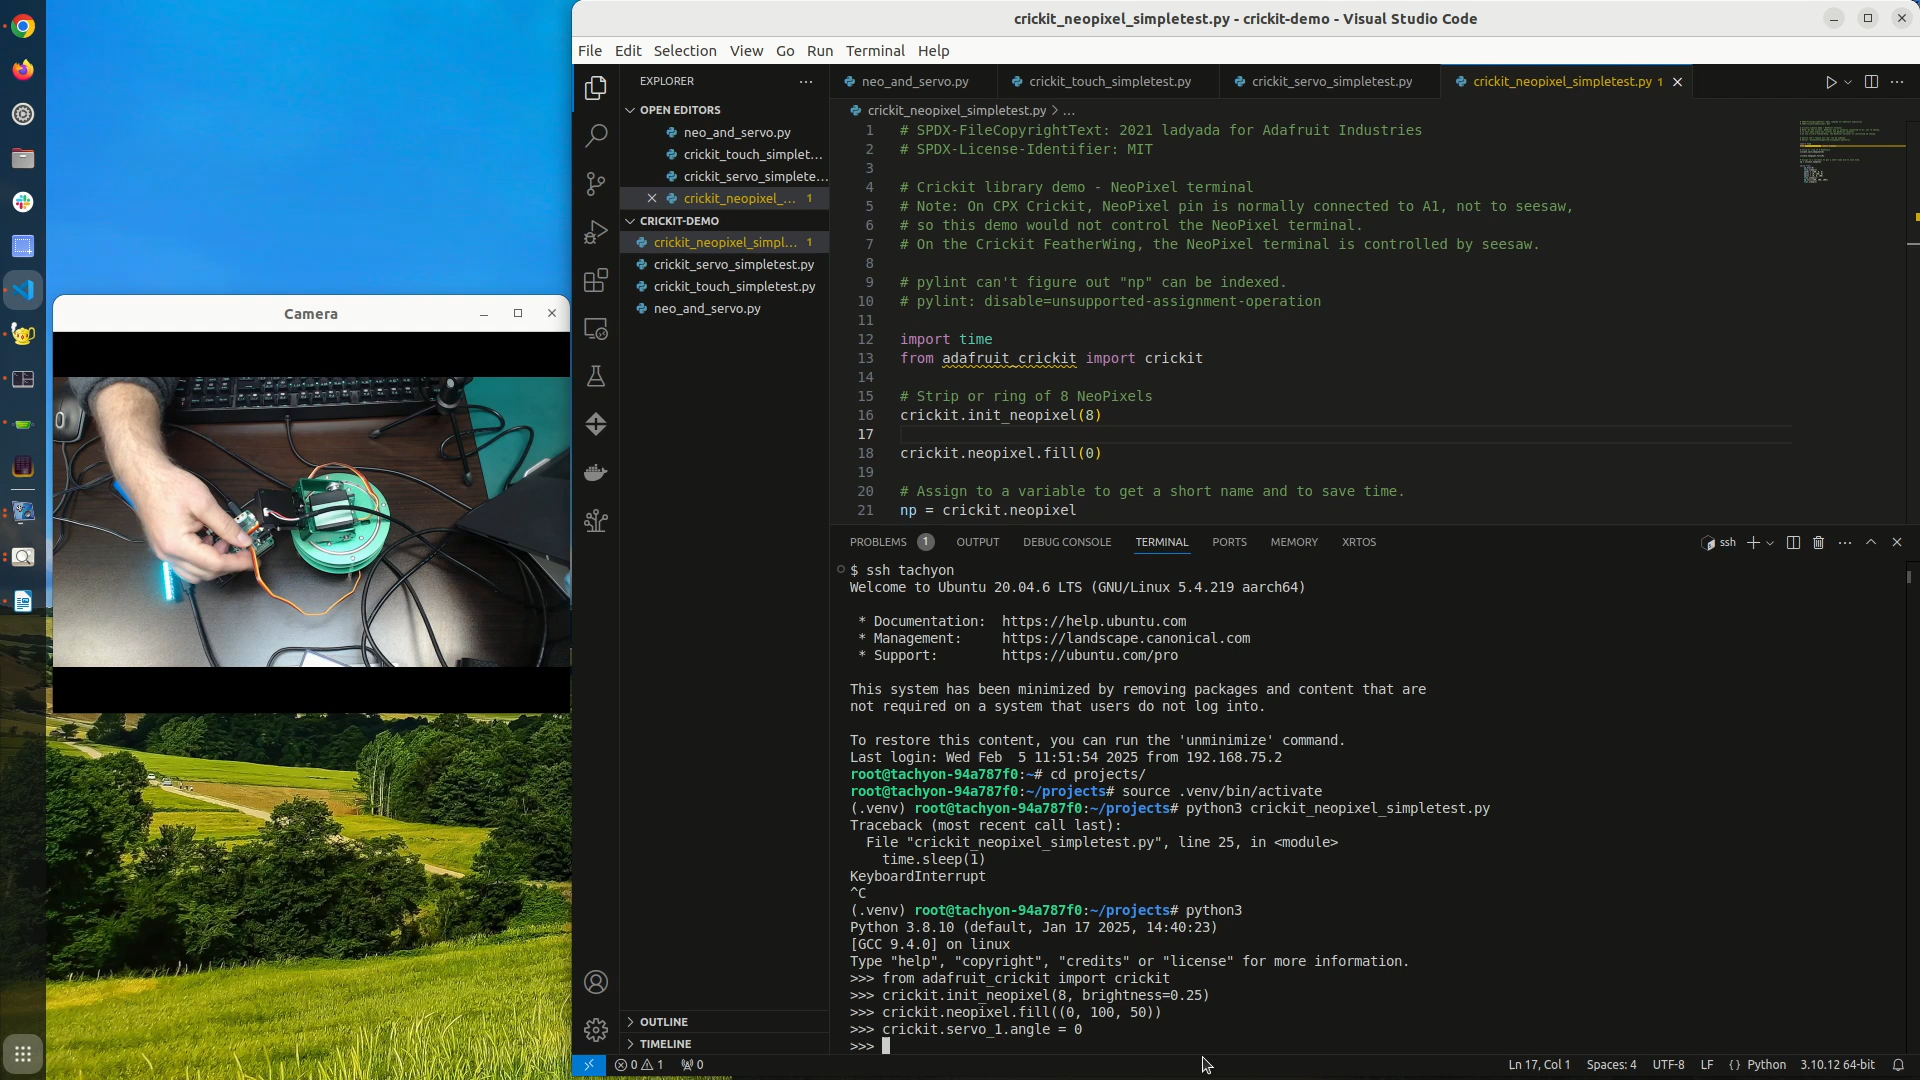 crickit_neopixel_simpletest.py - crickit-demo - Visual Studio Code
File Edit Selection View Go Run Terminal Help
EXPLORER
OPEN EDITORS
neo_and_servo.py
crickit_touch_simplet...
crickit_servo_simplete...
crickit_neopixel_... 1
CRICKIT-DEMO
crickit_neopixel_simpl... 1
crickit_servo_simpletest.py
crickit_touch_simpletest.py
neo_and_servo.py
OUTLINE
TIMELINE
Camera
neo_and_servo.py crickit_touch_simpletest.py crickit_servo_simpletest.py crickit_neopixel_simpletest.py 1
crickit_neopixel_simpletest.py > ...
1 # SPDX-FileCopyrightText: 2021 ladyada for Adafruit Industries
2 # SPDX-License-Identifier: MIT
3
4 # Crickit library demo - NeoPixel terminal
5 # Note: On CPX Crickit, NeoPixel pin is normally connected to A1, not to seesaw,
6 # so this demo would not control the NeoPixel terminal.
7 # On the Crickit FeatherWing, the NeoPixel terminal is controlled by seesaw.
8
9 # pylint can't figure out "np" can be indexed.
10 # pylint: disable=unsupported-assignment-operation
11
12 import time
13 from adafruit_crickit import crickit
14
15 # Strip or ring of 8 NeoPixels
16 crickit.init_neopixel(8)
17
18 crickit.neopixel.fill(0)
19
20 # Assign to a variable to get a short name and to save time.
21 np = crickit.neopixel
PROBLEMS 1 OUTPUT DEBUG CONSOLE TERMINAL PORTS MEMORY XRTOS ssh
$ ssh tachyon
Welcome to Ubuntu 20.04.6 LTS (GNU/Linux 5.4.219 aarch64)
* Documentation: https://help.ubuntu.com
* Management: https://landscape.canonical.com
* Support: https://ubuntu.com/pro
This system has been minimized by removing packages and content that are
not required on a system that users do not log into.
To restore this content, you can run the 'unminimize' command.
Last login: Wed Feb 5 11:51:54 2025 from 192.168.75.2
root@tachyon-94a787f0:~# cd projects/
root@tachyon-94a787f0:~/projects# source .venv/bin/activate
(.venv) root@tachyon-94a787f0:~/projects# python3 crickit_neopixel_simpletest.py
Traceback (most recent call last):
File "crickit_neopixel_simpletest.py", line 25, in <module>
time.sleep(1)
KeyboardInterrupt
^C
(.venv) root@tachyon-94a787f0:~/projects# python3
Python 3.8.10 (default, Jan 17 2025, 14:40:23)
[GCC 9.4.0] on linux
Type "help", "copyright", "credits" or "license" for more information.
>>> from adafruit_crickit import crickit
>>> crickit.init_neopixel(8, brightness=0.25)
>>> crickit.neopixel.fill((0, 100, 50))
>>> crickit.servo_1.angle = 0
>>>
0 1 0 Ln 17, Col 1 Spaces: 4 UTF-8 LF {} Python 3.10.12 64-bit